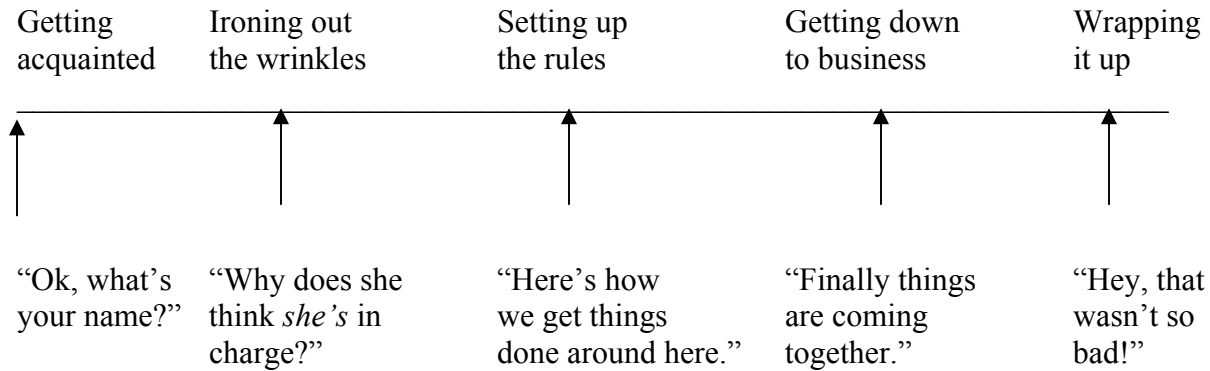 Getting
acquainted
Ironing out
the wrinkles
Setting up
the rules
Getting down
to business
Wrapping
it up
“Ok, what’s
your name?”
“Why does she
think she’s in
charge?”
“Here’s how
we get things
done around here.”
“Finally things
are coming
together.”
“Hey, that
wasn’t so
bad!”